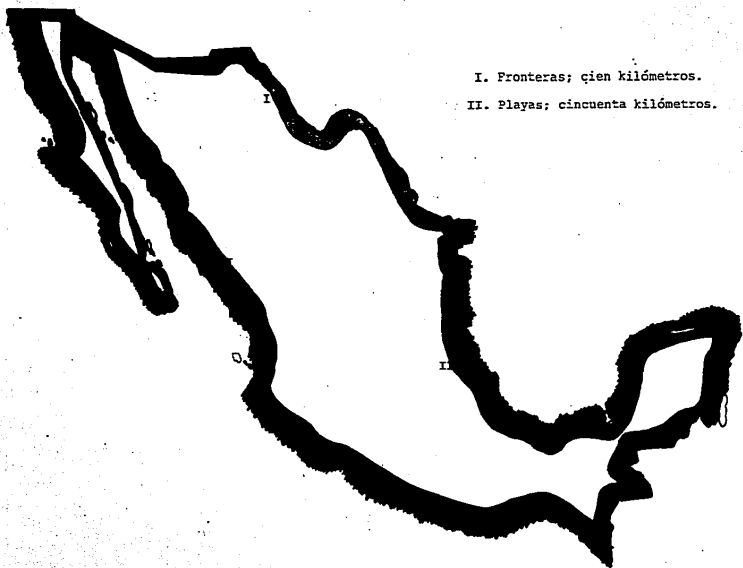 I. Fronteras; cien kilómetros.
II. Playas; cincuenta kilómetros.
I
II